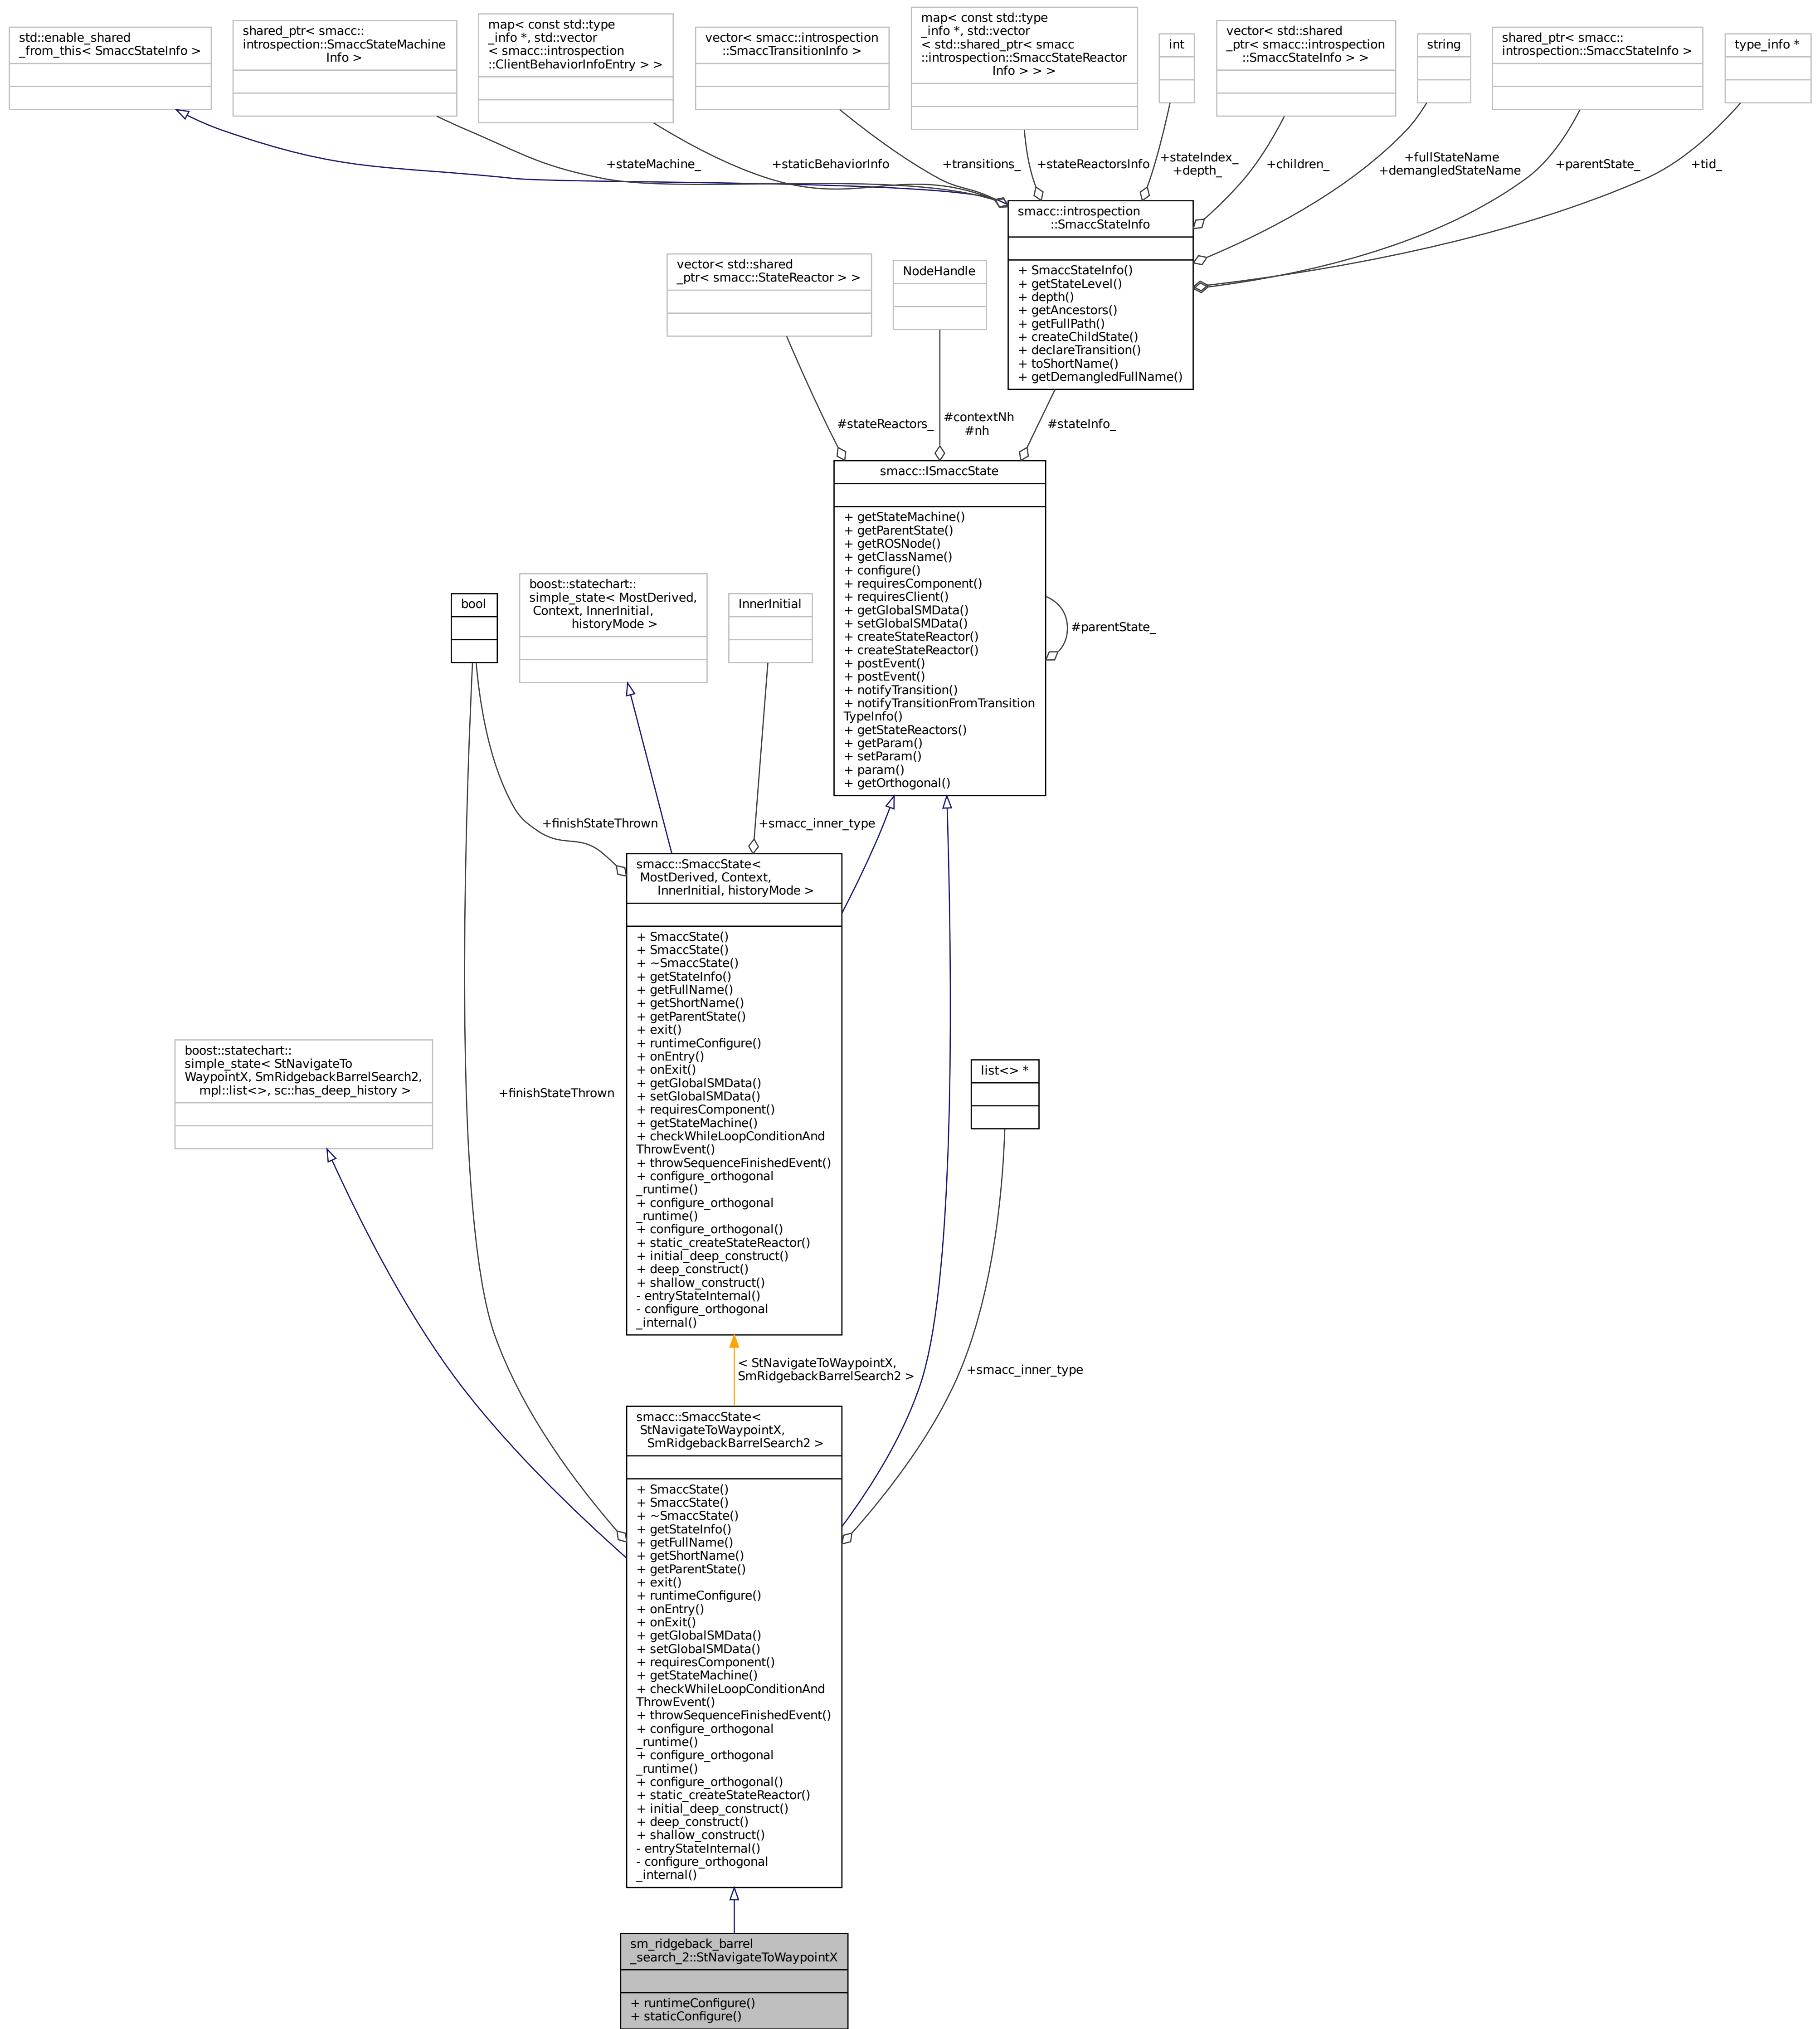 std::enable_shared
_from_this< SmaccStateInfo >
shared_ptr< smacc::
introspection::SmaccStateMachine
Info >
map< const std::type
_info *, std::vector
< smacc::introspection
::ClientBehaviorInfoEntry > >
vector< smacc::introspection
::SmaccTransitionInfo >
map< const std::type
_info *, std::vector
< std::shared_ptr< smacc
::introspection::SmaccStateReactor
Info > > >
int
vector< std::shared
_ptr< smacc::introspection
::SmaccStateInfo > >
string
shared_ptr< smacc::
introspection::SmaccStateInfo >
type_info *
+stateMachine_
+staticBehaviorInfo
+transitions_
+stateReactorsInfo
+stateIndex_
+depth_
+children_
+fullStateName
+demangledStateName
+parentState_
+tid_
smacc::introspection
::SmaccStateInfo
+ SmaccStateInfo()
+ getStateLevel()
+ depth()
+ getAncestors()
+ getFullPath()
+ createChildState()
+ declareTransition()
+ toShortName()
+ getDemangledFullName()
vector< std::shared
_ptr< smacc::StateReactor > >
NodeHandle
#stateReactors_
#contextNh
#nh
#stateInfo_
smacc::ISmaccState
+ getStateMachine()
+ getParentState()
+ getROSNode()
+ getClassName()
+ configure()
+ requiresComponent()
+ requiresClient()
+ getGlobalSMData()
+ setGlobalSMData()
+ createStateReactor()
+ createStateReactor()
+ postEvent()
+ postEvent()
+ notifyTransition()
+ notifyTransitionFromTransition
TypeInfo()
+ getStateReactors()
+ getParam()
+ setParam()
+ param()
+ getOrthogonal()
#parentState_
bool
boost::statechart::
simple_state< MostDerived,
Context, InnerInitial,
historyMode >
InnerInitial
+finishStateThrown
+smacc_inner_type
smacc::SmaccState<
MostDerived, Context,
InnerInitial, historyMode >
+ SmaccState()
+ SmaccState()
+ ~SmaccState()
+ getStateInfo()
+ getFullName()
+ getShortName()
+ getParentState()
+ exit()
+ runtimeConfigure()
+ onEntry()
+ onExit()
+ getGlobalSMData()
+ setGlobalSMData()
+ requiresComponent()
+ getStateMachine()
+ checkWhileLoopConditionAnd
ThrowEvent()
+ throwSequenceFinishedEvent()
+ configure_orthogonal
_runtime()
+ configure_orthogonal
_runtime()
+ configure_orthogonal()
+ static_createStateReactor()
+ initial_deep_construct()
+ deep_construct()
+ shallow_construct()
- entryStateInternal()
- configure_orthogonal
_internal()
boost::statechart::
simple_state< StNavigateTo
WaypointX, SmRidgebackBarrelSearch2,
mpl::list<>, sc::has_deep_history >
+finishStateThrown
list<> *
< StNavigateToWaypointX,
SmRidgebackBarrelSearch2 >
+smacc_inner_type
smacc::SmaccState<
StNavigateToWaypointX,
SmRidgebackBarrelSearch2 >
+ SmaccState()
+ SmaccState()
+ ~SmaccState()
+ getStateInfo()
+ getFullName()
+ getShortName()
+ getParentState()
+ exit()
+ runtimeConfigure()
+ onEntry()
+ onExit()
+ getGlobalSMData()
+ setGlobalSMData()
+ requiresComponent()
+ getStateMachine()
+ checkWhileLoopConditionAnd
ThrowEvent()
+ throwSequenceFinishedEvent()
+ configure_orthogonal
_runtime()
+ configure_orthogonal
_runtime()
+ configure_orthogonal()
+ static_createStateReactor()
+ initial_deep_construct()
+ deep_construct()
+ shallow_construct()
- entryStateInternal()
- configure_orthogonal
_internal()
sm_ridgeback_barrel
_search_2::StNavigateToWaypointX
+ runtimeConfigure()
+ staticConfigure()